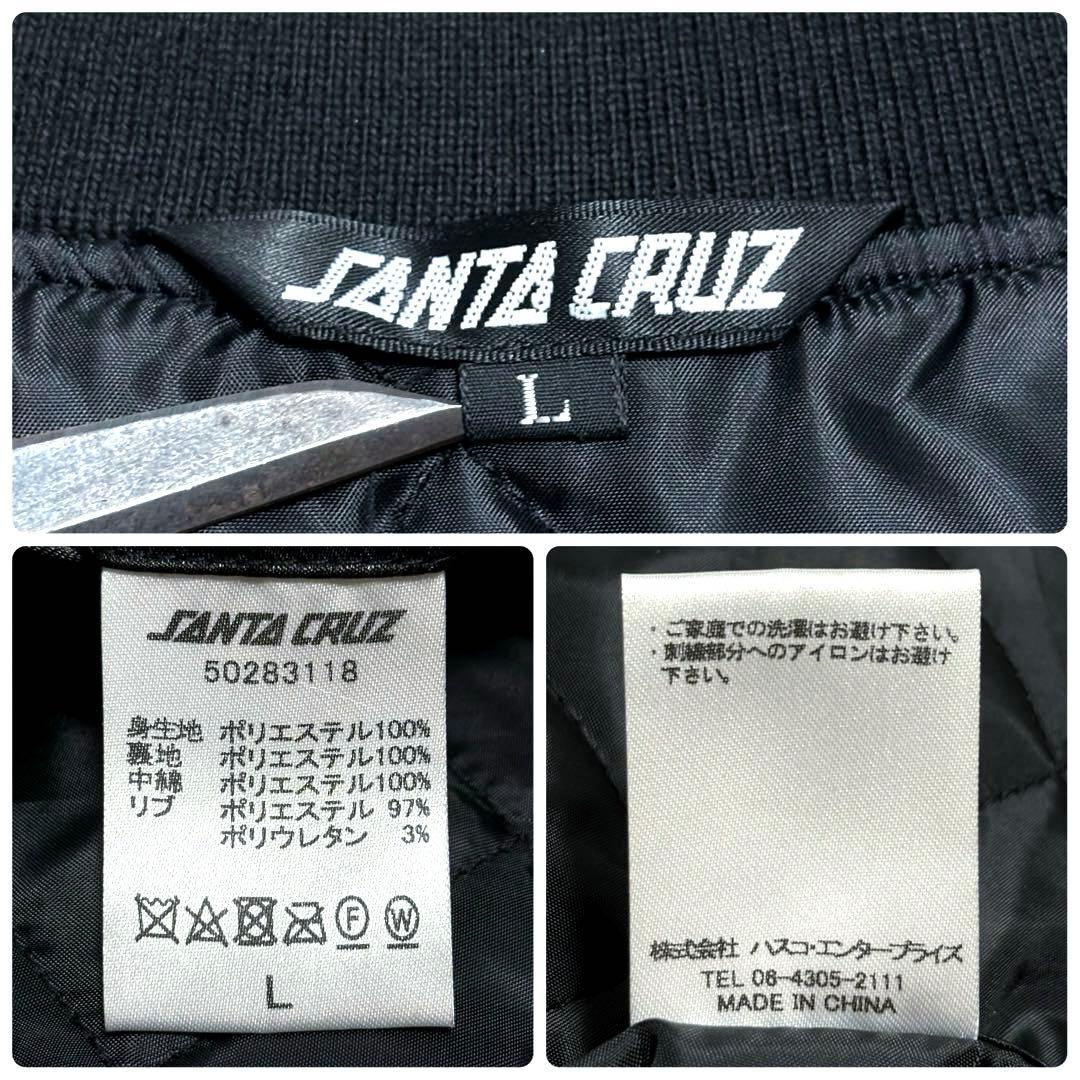 SANTA CRUZ
L
SANTA CRUZ
50283118
身生地 ポリエステル100%
裏地 ポリエステル100%
中綿 ポリエステル100%
リブ ポリエステル 97%
ポリウレタン 3%
F W
L
・ご家庭での洗濯はお避け下さい。
・刺繍部分へのアイロンはお避け
下さい。
株式会社 ハスコ・エンタープライズ
TEL 06-4305-2111
MADE IN CHINA